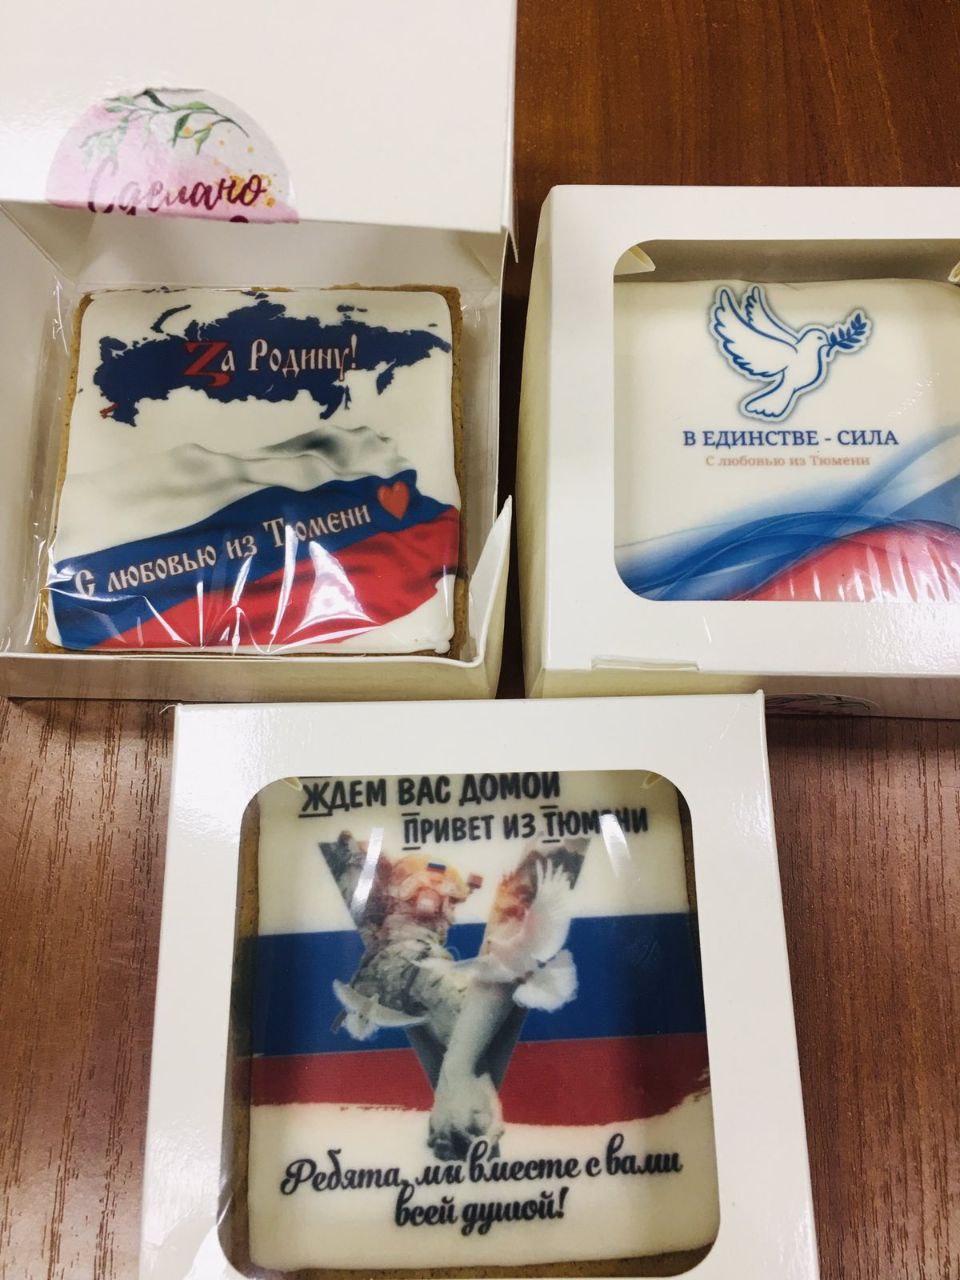 Сделано
Zа Родину!
С любовью из Тюмени
В ЕДИНСТВЕ - СИЛА
С любовью из Тюмени
ЖДЕМ ВАС ДОМОЙ
ПРИВЕТ ИЗ ТЮМЕНИ
V
Ребята, мы вместе с вами
всей душой!